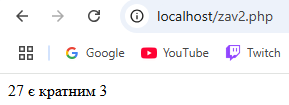 localhost/zav2.php
Google YouTube Twitch
27 є кратним 3